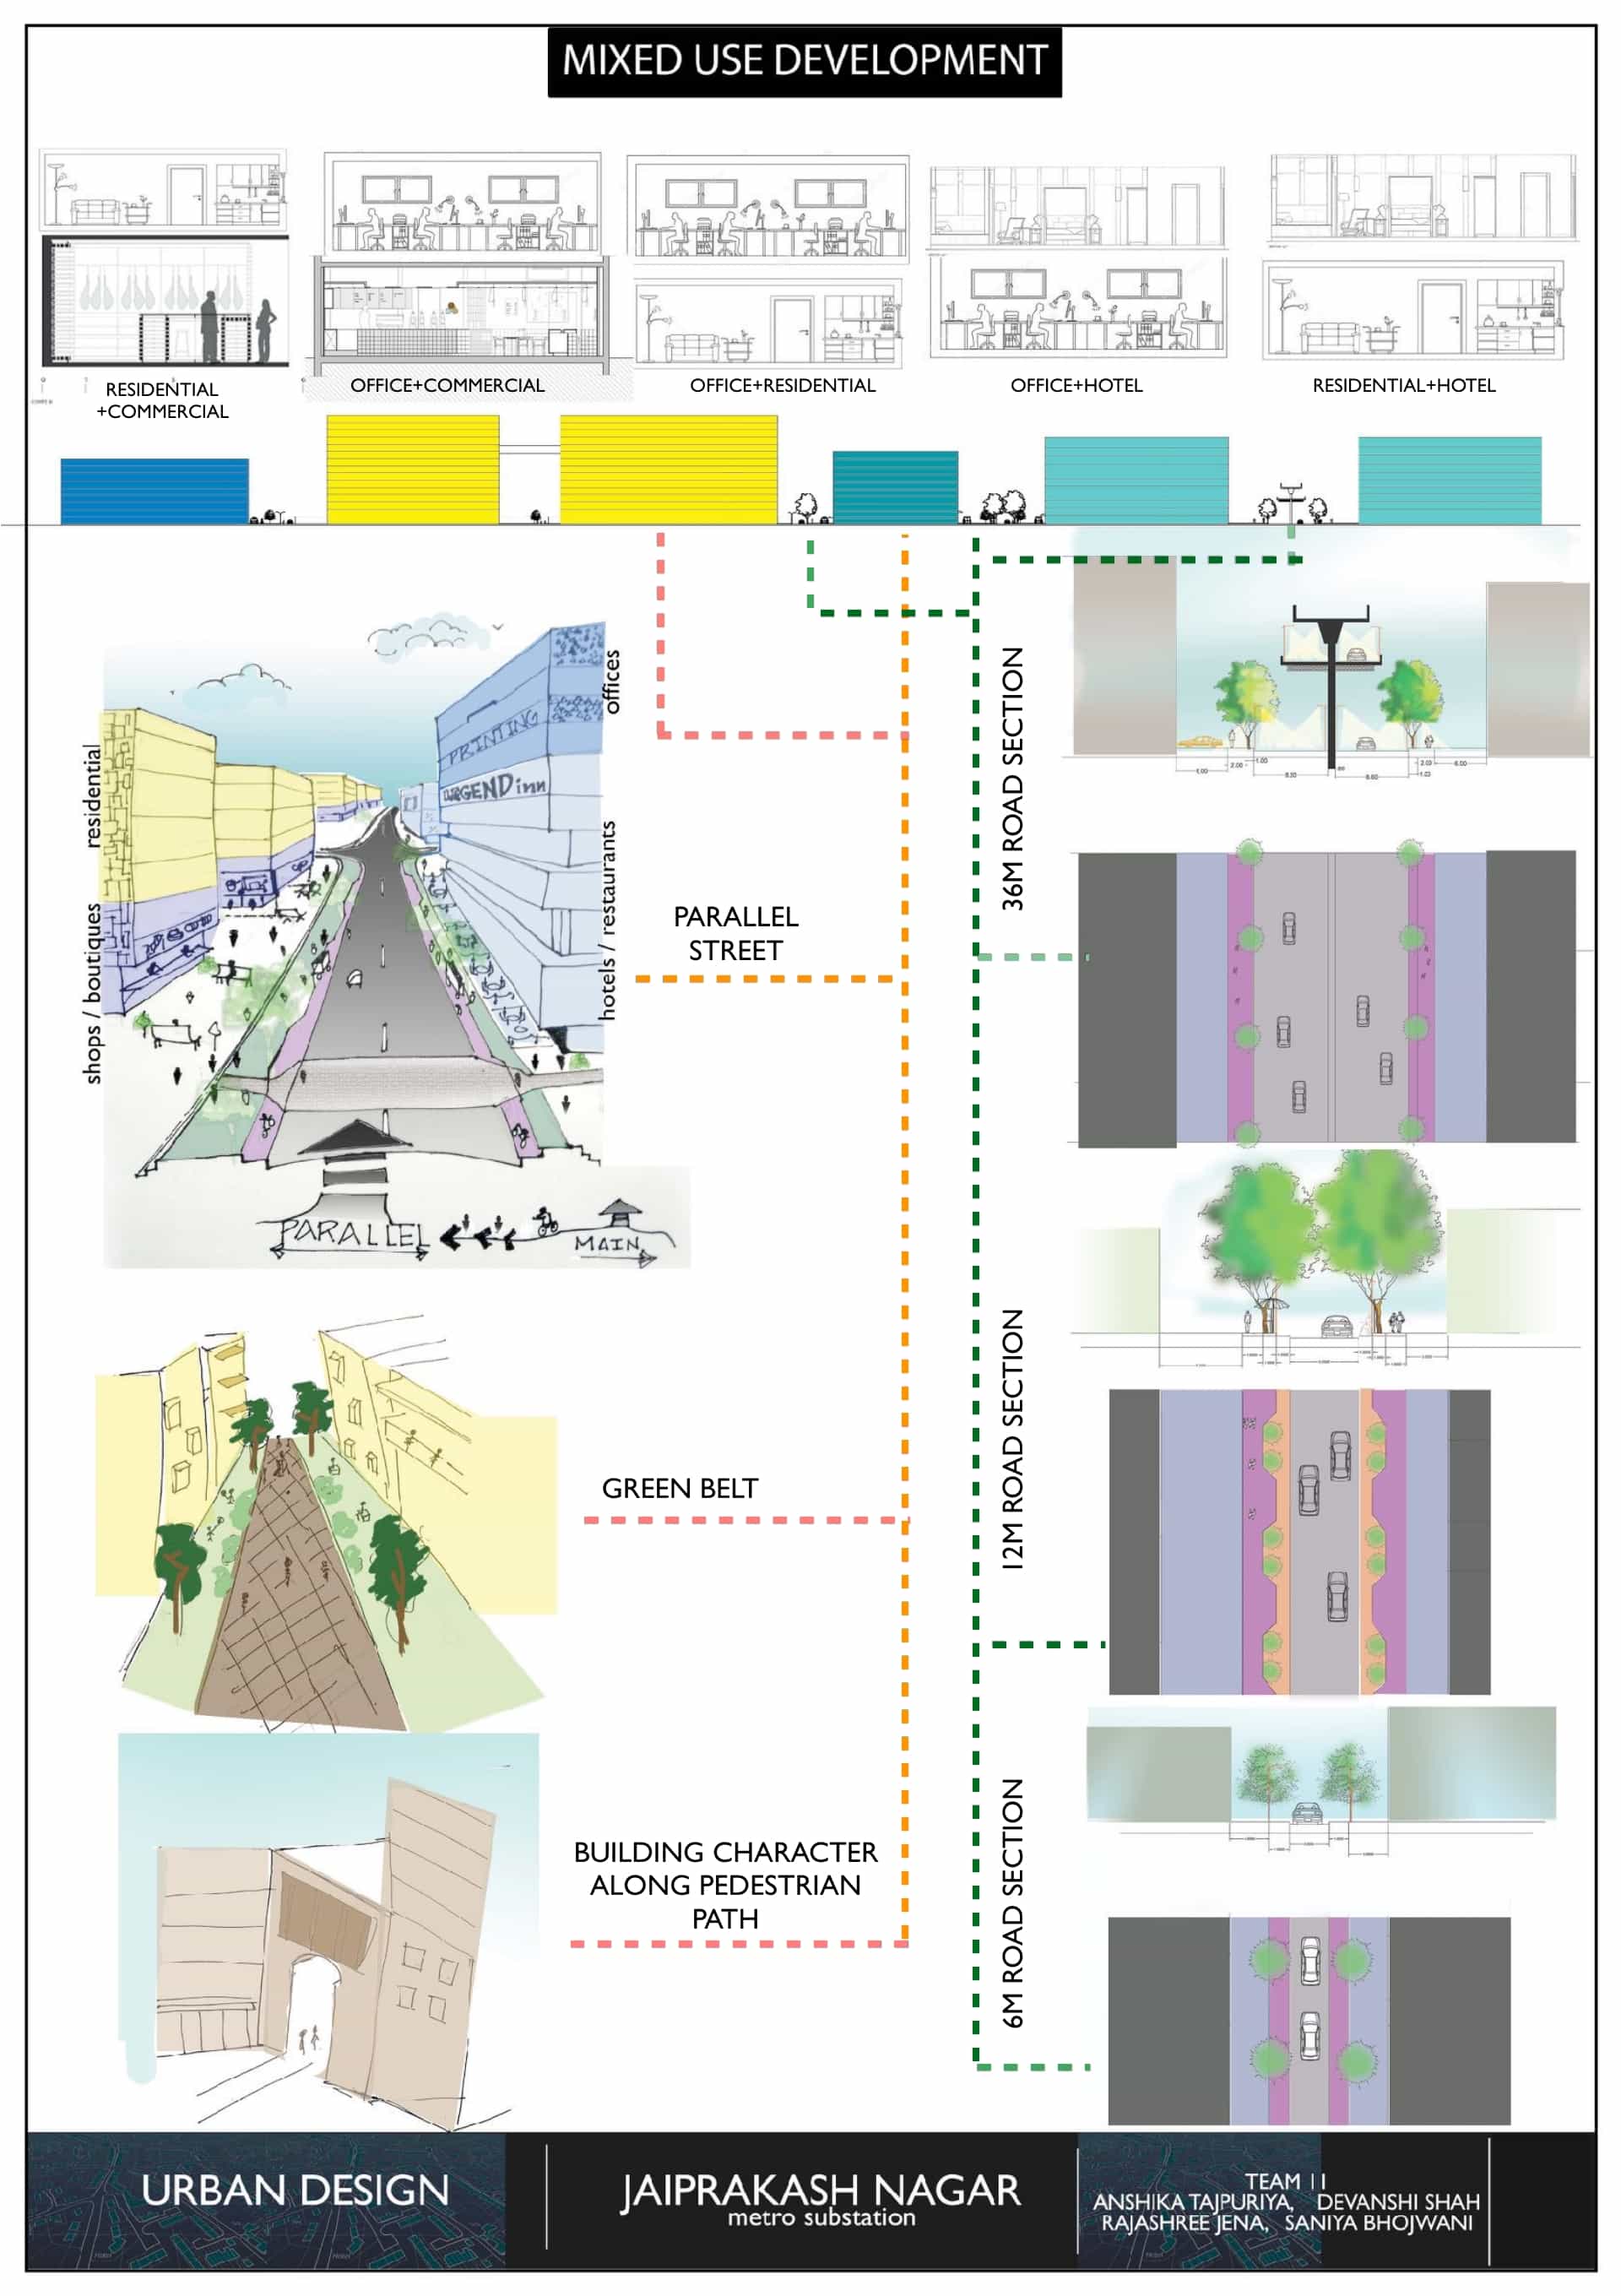 MIXED USE DEVELOPMENT
RESIDENTIAL
+COMMERCIAL
OFFICE+COMMERCIAL
OFFICE+RESIDENTIAL
OFFICE+HOTEL
RESIDENTIAL+HOTEL
residential
shops / boutiques
offices
hotels / restaurants
PRINTING
PARALLEL
MAIN
PARALLEL
STREET
GREEN BELT
BUILDING CHARACTER
ALONG PEDESTRIAN
PATH
36M ROAD SECTION
12M ROAD SECTION
6M ROAD SECTION
URBAN DESIGN
JAIPRAKASH NAGAR
metro substation
TEAM 11
ANSHIKA TAJPURIYA, DEVANSHI SHAH
RAJASHREE JENA, SANIYA BHOJWANI